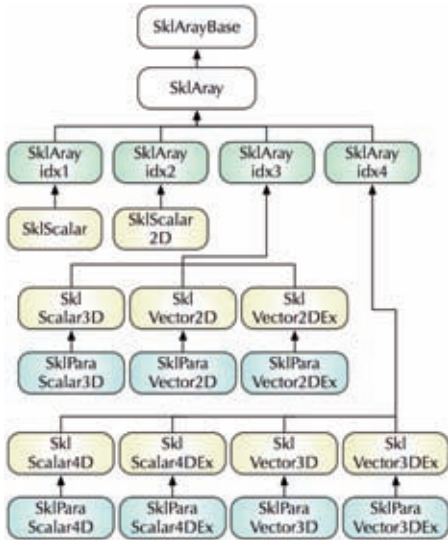 SklArayBase
SklAray
SklAray SklAray SklAray SklAray
idx1 idx2 idx3 idx4
SklScalar
SklScalar
2D
Skl Skl Skl
Scalar3D Vector2D Vector2DEx
SklPara SklPara SklPara
Scalar3D Vector2D Vector2DEx
Skl Skl Skl Skl
Scalar4D Scalar4DEx Vector3D Vector3DEx
SklPara SklPara SklPara SklPara
Scalar4D Scalar4DEx Vector3D Vector3DEx